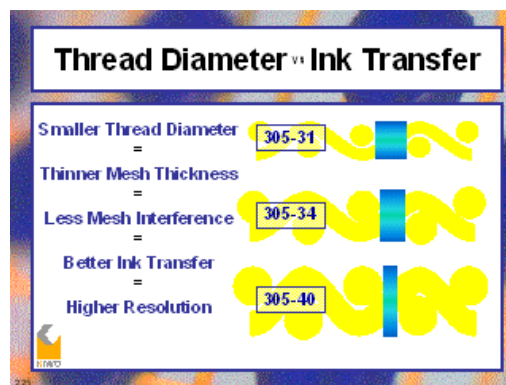 Thread Diameter vs Ink Transfer
Smaller Thread Diameter
=
Thinner Mesh Thickness
=
Less Mesh Interference
=
Better Ink Transfer
=
Higher Resolution
305-31
305-34
305-40